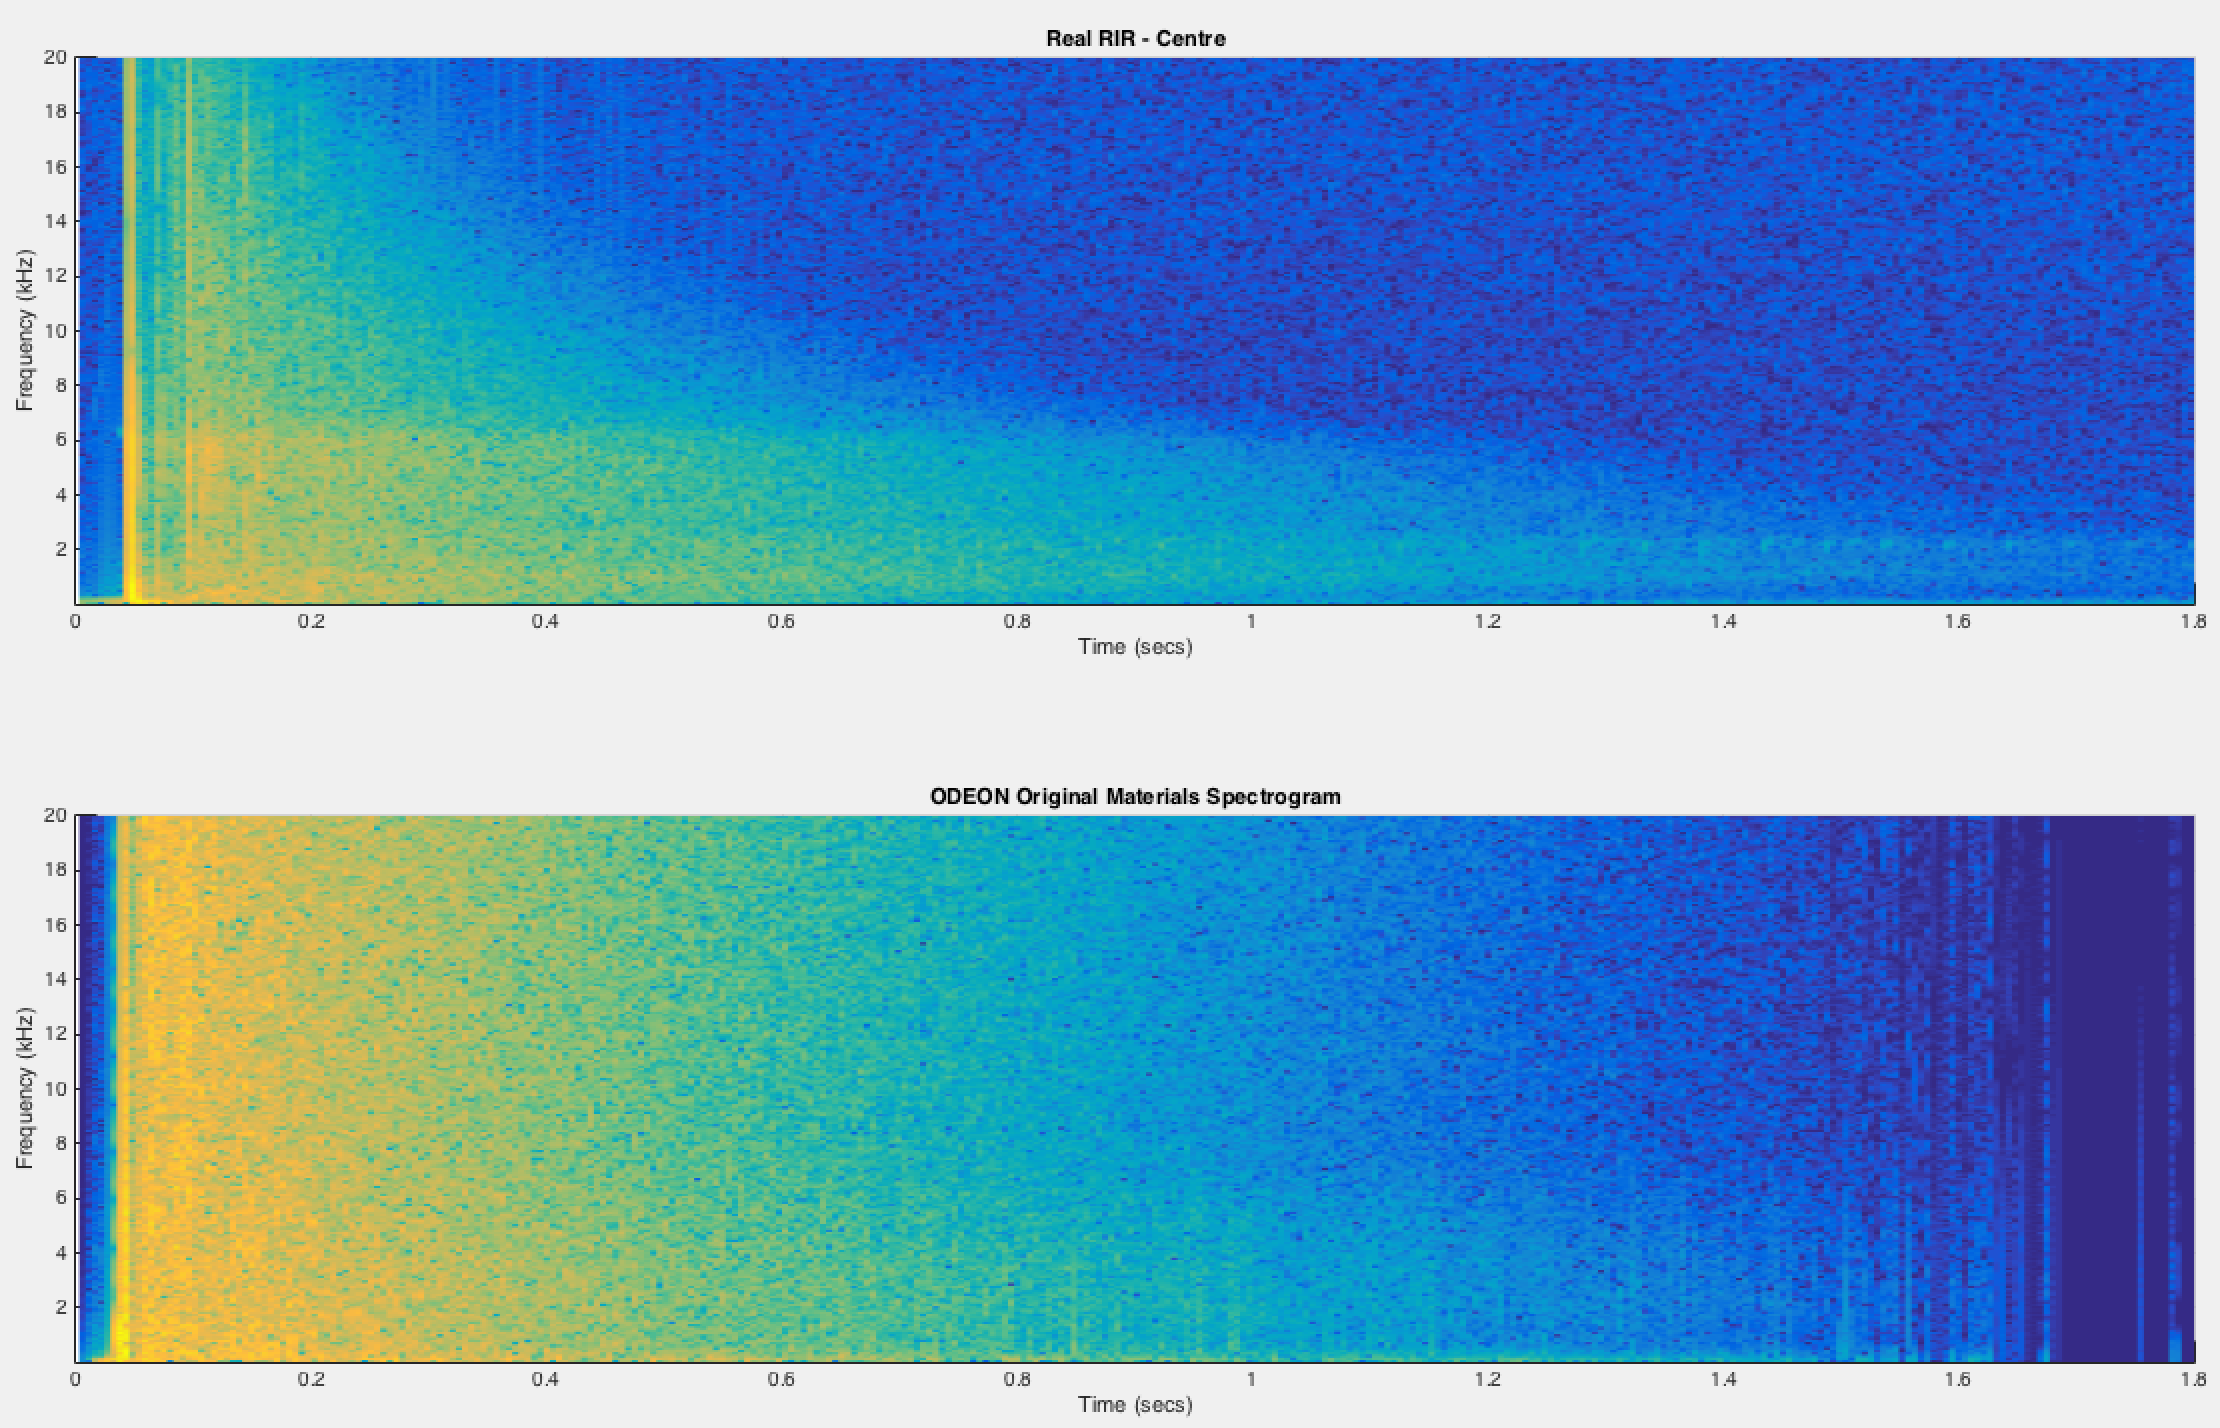 Real RIR - Centre
20
18
16
14
12
10
8
6
4
2
Frequency (kHz)
0 0.2 0.4 0.6 0.8 1 1.2 1.4 1.6 1.8
Time (secs)
ODEON Original Materials Spectrogram
20
18
16
14
12
10
8
6
4
2
Frequency (kHz)
0 0.2 0.4 0.6 0.8 1 1.2 1.4 1.6 1.8
Time (secs)